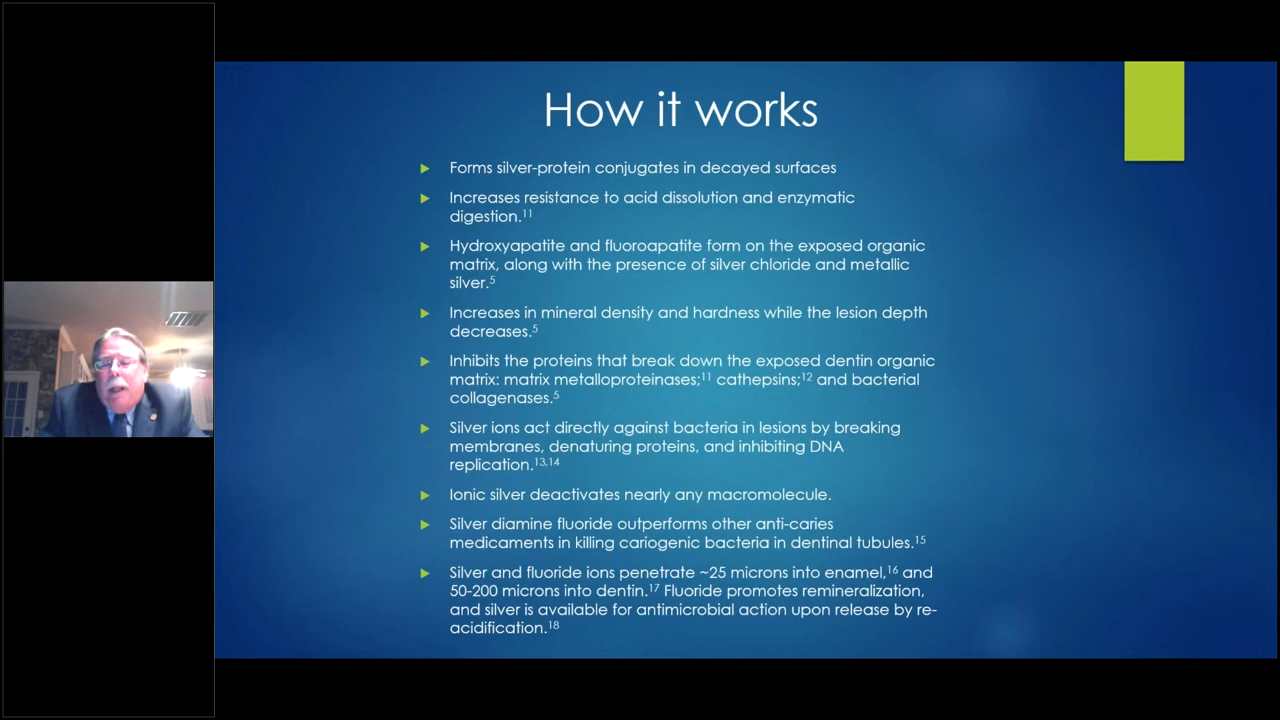 How it works
Forms silver-protein conjugates in decayed surfaces
Increases resistance to acid dissolution and enzymatic
digestion.11
Hydroxyapatite and fluoroapatite form on the exposed organic
matrix, along with the presence of silver chloride and metallic
silver.5
Increases in mineral density and hardness while the lesion depth
decreases.5
Inhibits the proteins that break down the exposed dentin organic
matrix: matrix metalloproteinases;11 cathepsins;12 and bacterial
collagenases.5
Silver ions act directly against bacteria in lesions by breaking
membranes, denaturing proteins, and inhibiting DNA
replication.13,14
Ionic silver deactivates nearly any macromolecule.
Silver diamine fluoride outperforms other anti-caries
medicaments in killing cariogenic bacteria in dentinal tubules.15
Silver and fluoride ions penetrate ~25 microns into enamel,16 and
50-200 microns into dentin.17 Fluoride promotes remineralization,
and silver is available for antimicrobial action upon release by re-
acidification.18